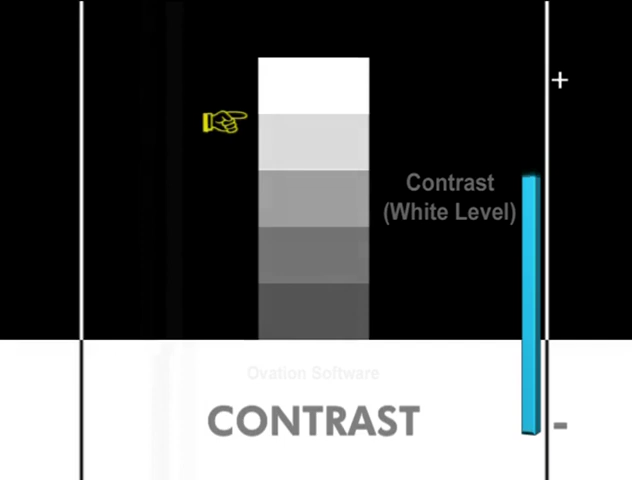 +
Contrast
(White Level)
Ovation Software
CONTRAST
-